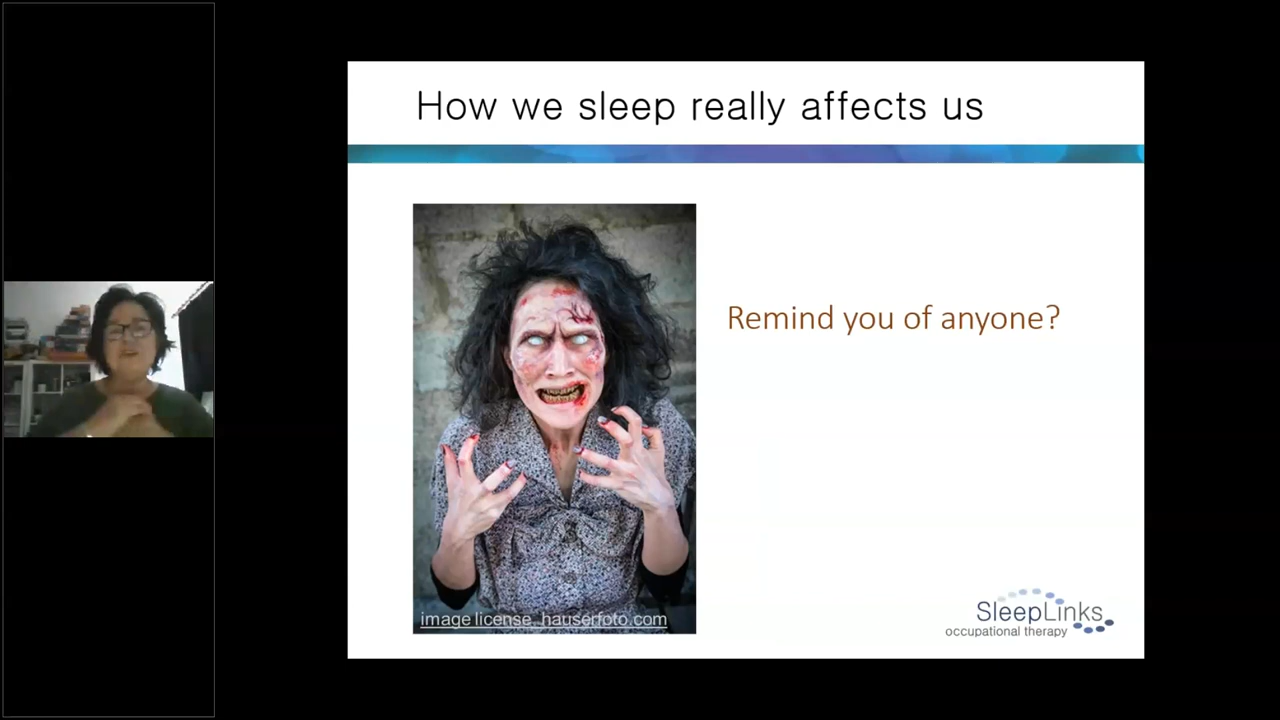 How we sleep really affects us
Remind you of anyone?
image license, hauserfoto.com
SleepLinks
occupational therapy